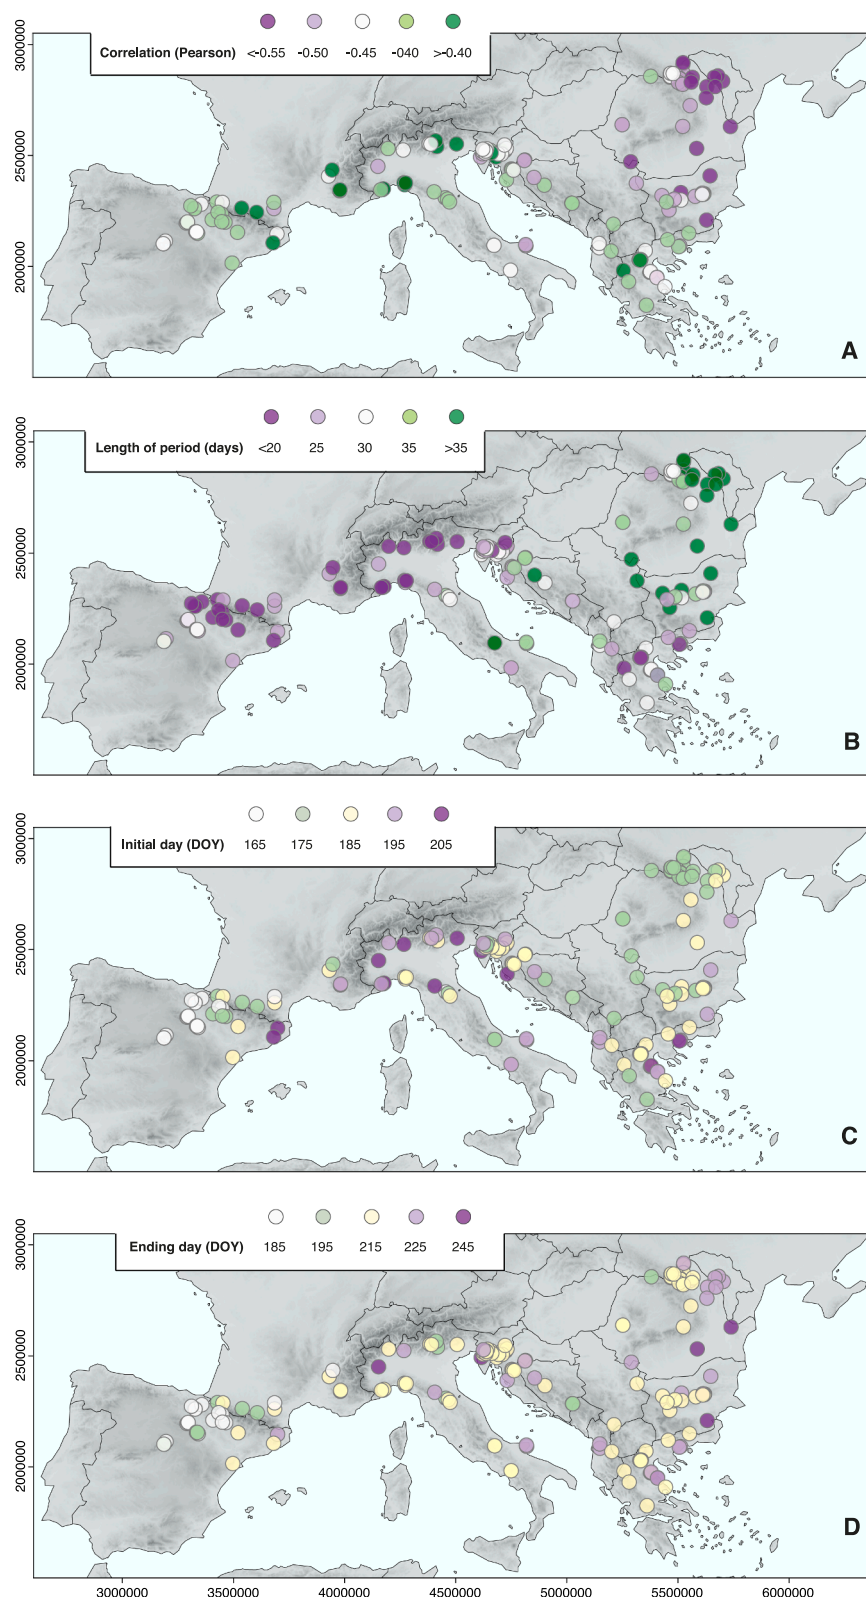 Correlation (Pearson) <-0.55 -0.50 -0.45 -040 >-0.40
3000000
2500000
2000000
A
Length of period (days) <20 25 30 35 >35
3000000
2500000
2000000
B
Initial day (DOY) 165 175 185 195 205
3000000
2500000
2000000
C
Ending day (DOY) 185 195 215 225 245
3000000
2500000
2000000
D
3000000 3500000 4000000 4500000 5000000 5500000 6000000